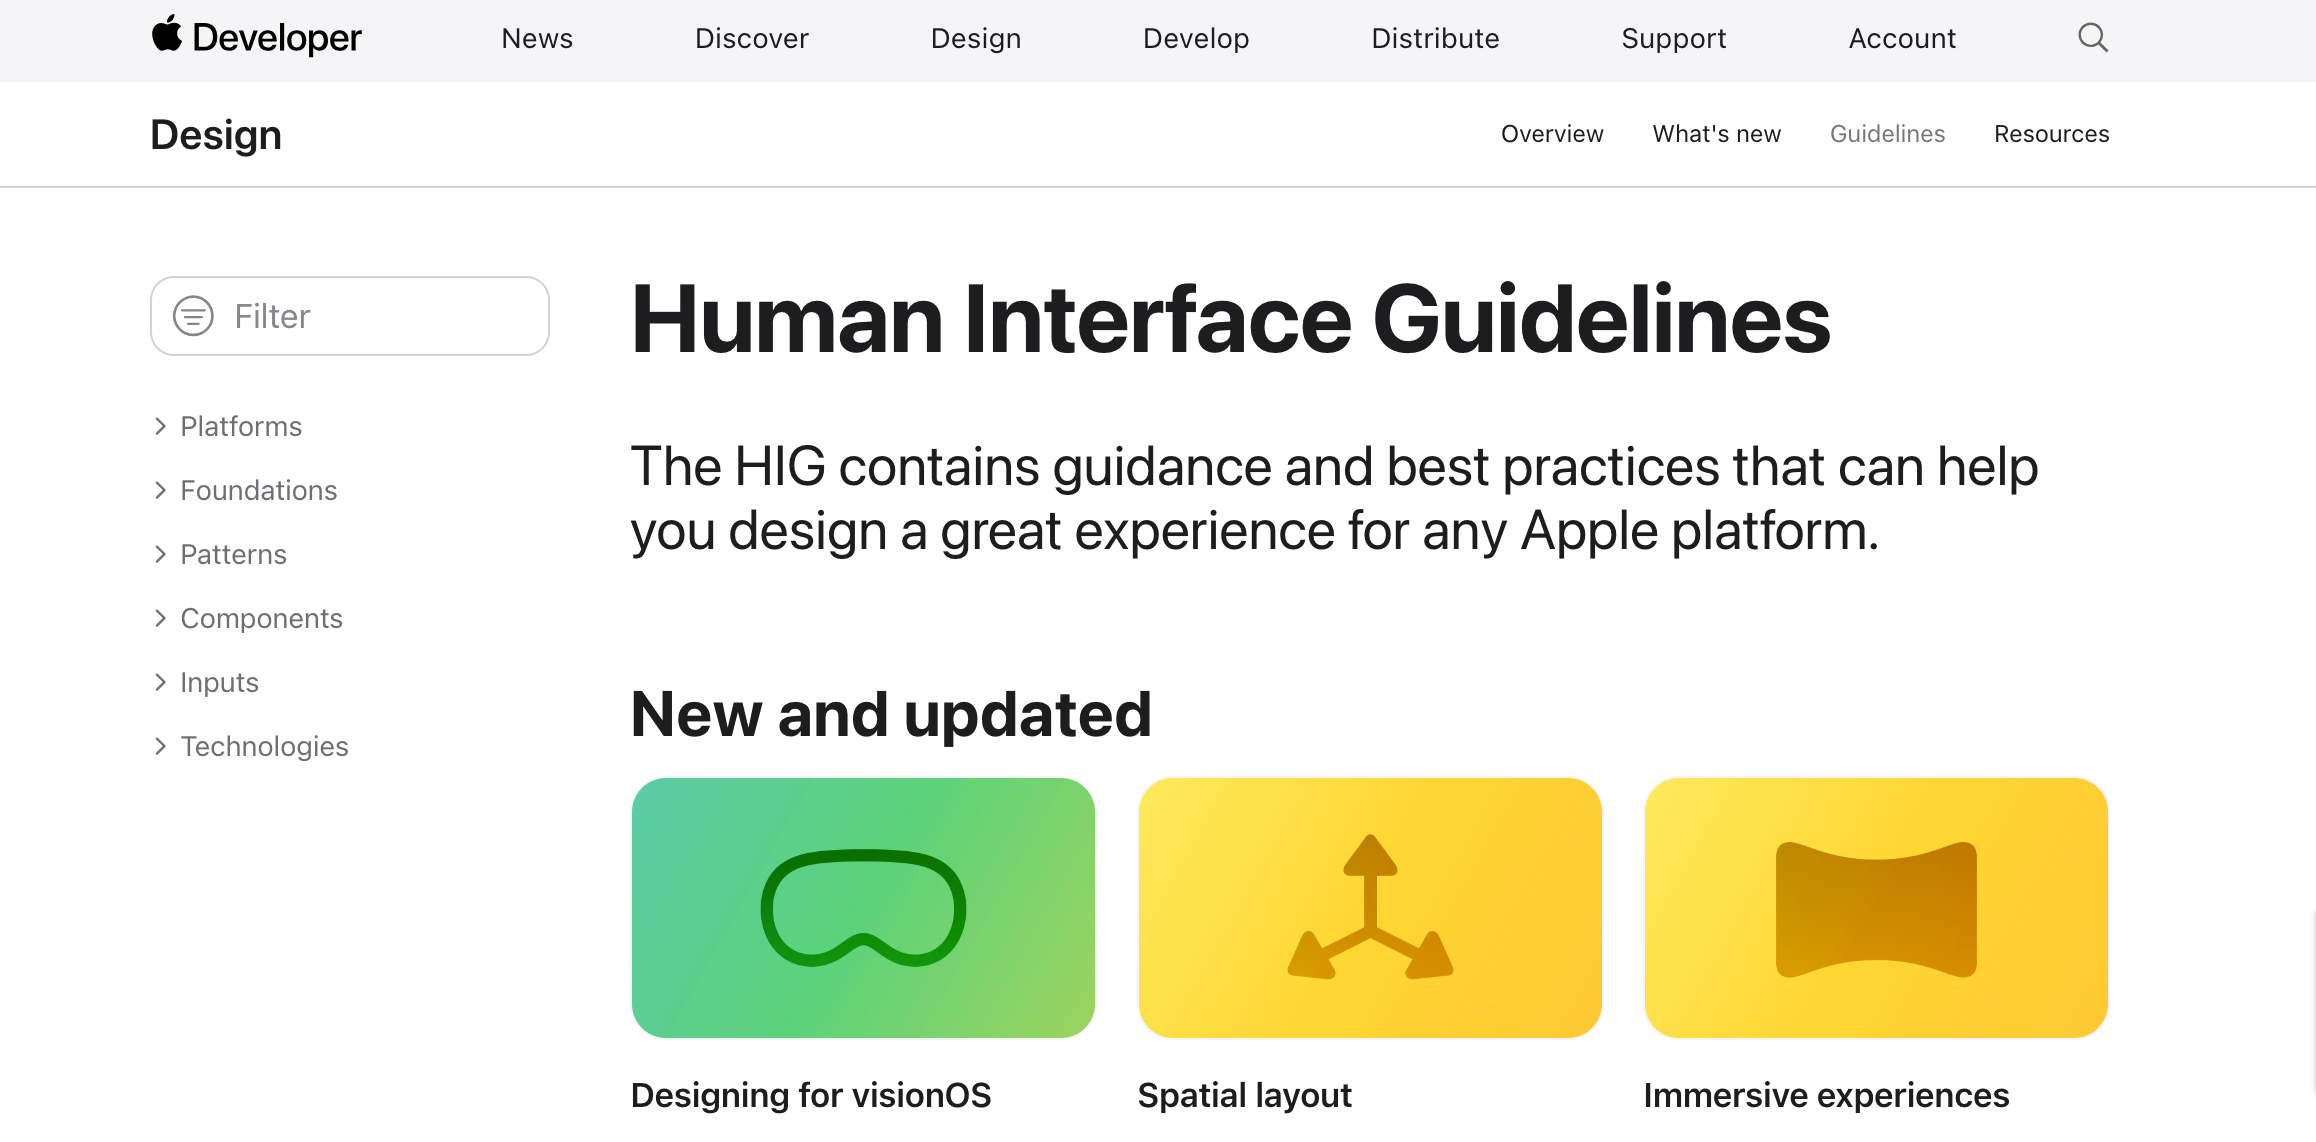 Developer
News
Discover
Design
Develop
Distribute
Support
Account
Design
Overview
What's new
Guidelines
Resources
Filter
Platforms
Foundations
Patterns
Components
Inputs
Technologies
Human Interface Guidelines
The HIG contains guidance and best practices that can help
you design a great experience for any Apple platform.
New and updated
Designing for visionOS
Spatial layout
Immersive experiences